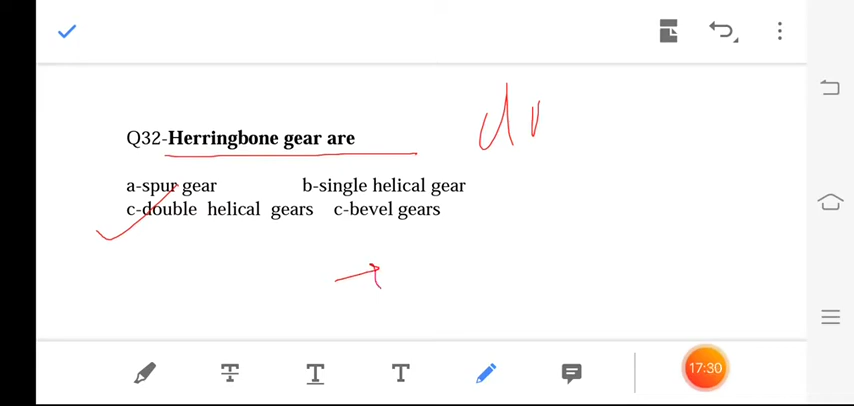 Q32-Herringbone gear are
a-spur gear b-single helical gear
c-double helical gears c-bevel gears
T T T
17:30